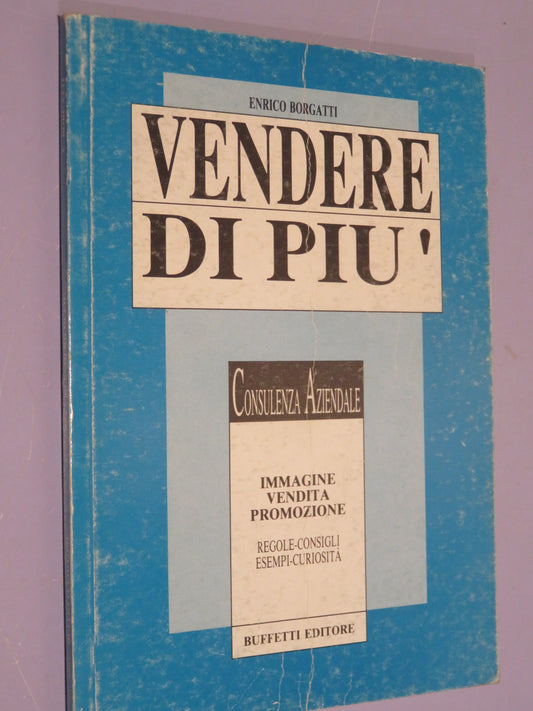 ENRICO BORGATTI
VENDERE
DI PIU'
CONSULENZA AZIENDALE
IMMAGINE
VENDITA
PROMOZIONE
REGOLE-CONSIGLI
ESEMPI-CURIOSITÀ
BUFFETTI EDITORE